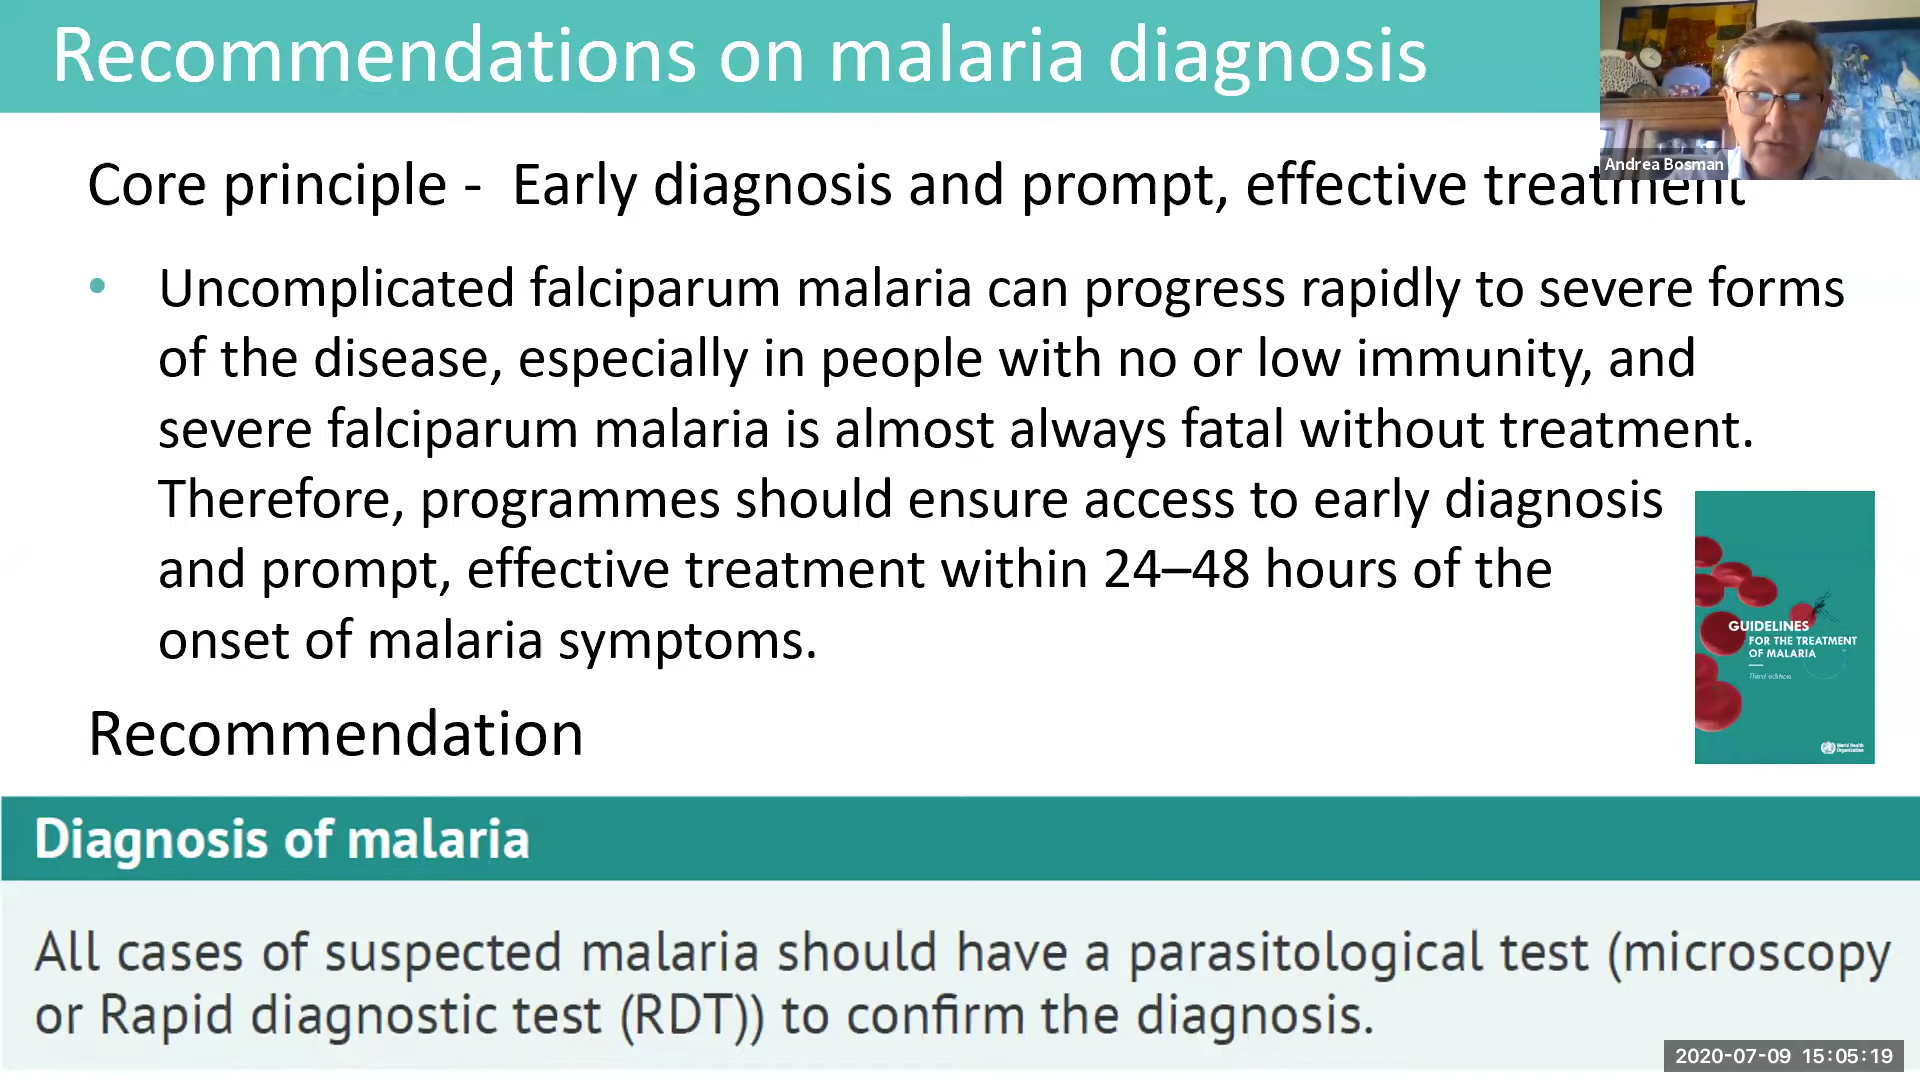 Recommendations on malaria diagnosis
Andrea Bosman
Core principle - Early diagnosis and prompt, effective treatment
• Uncomplicated falciparum malaria can progress rapidly to severe forms
of the disease, especially in people with no or low immunity, and
severe falciparum malaria is almost always fatal without treatment.
Therefore, programmes should ensure access to early diagnosis
and prompt, effective treatment within 24–48 hours of the
onset of malaria symptoms.
GUIDELINES
FOR THE TREATMENT
OF MALARIA
Third edition
World Health
Organization
Recommendation
Diagnosis of malaria
All cases of suspected malaria should have a parasitological test (microscopy
or Rapid diagnostic test (RDT)) to confirm the diagnosis.
2020-07-09 15:05:19